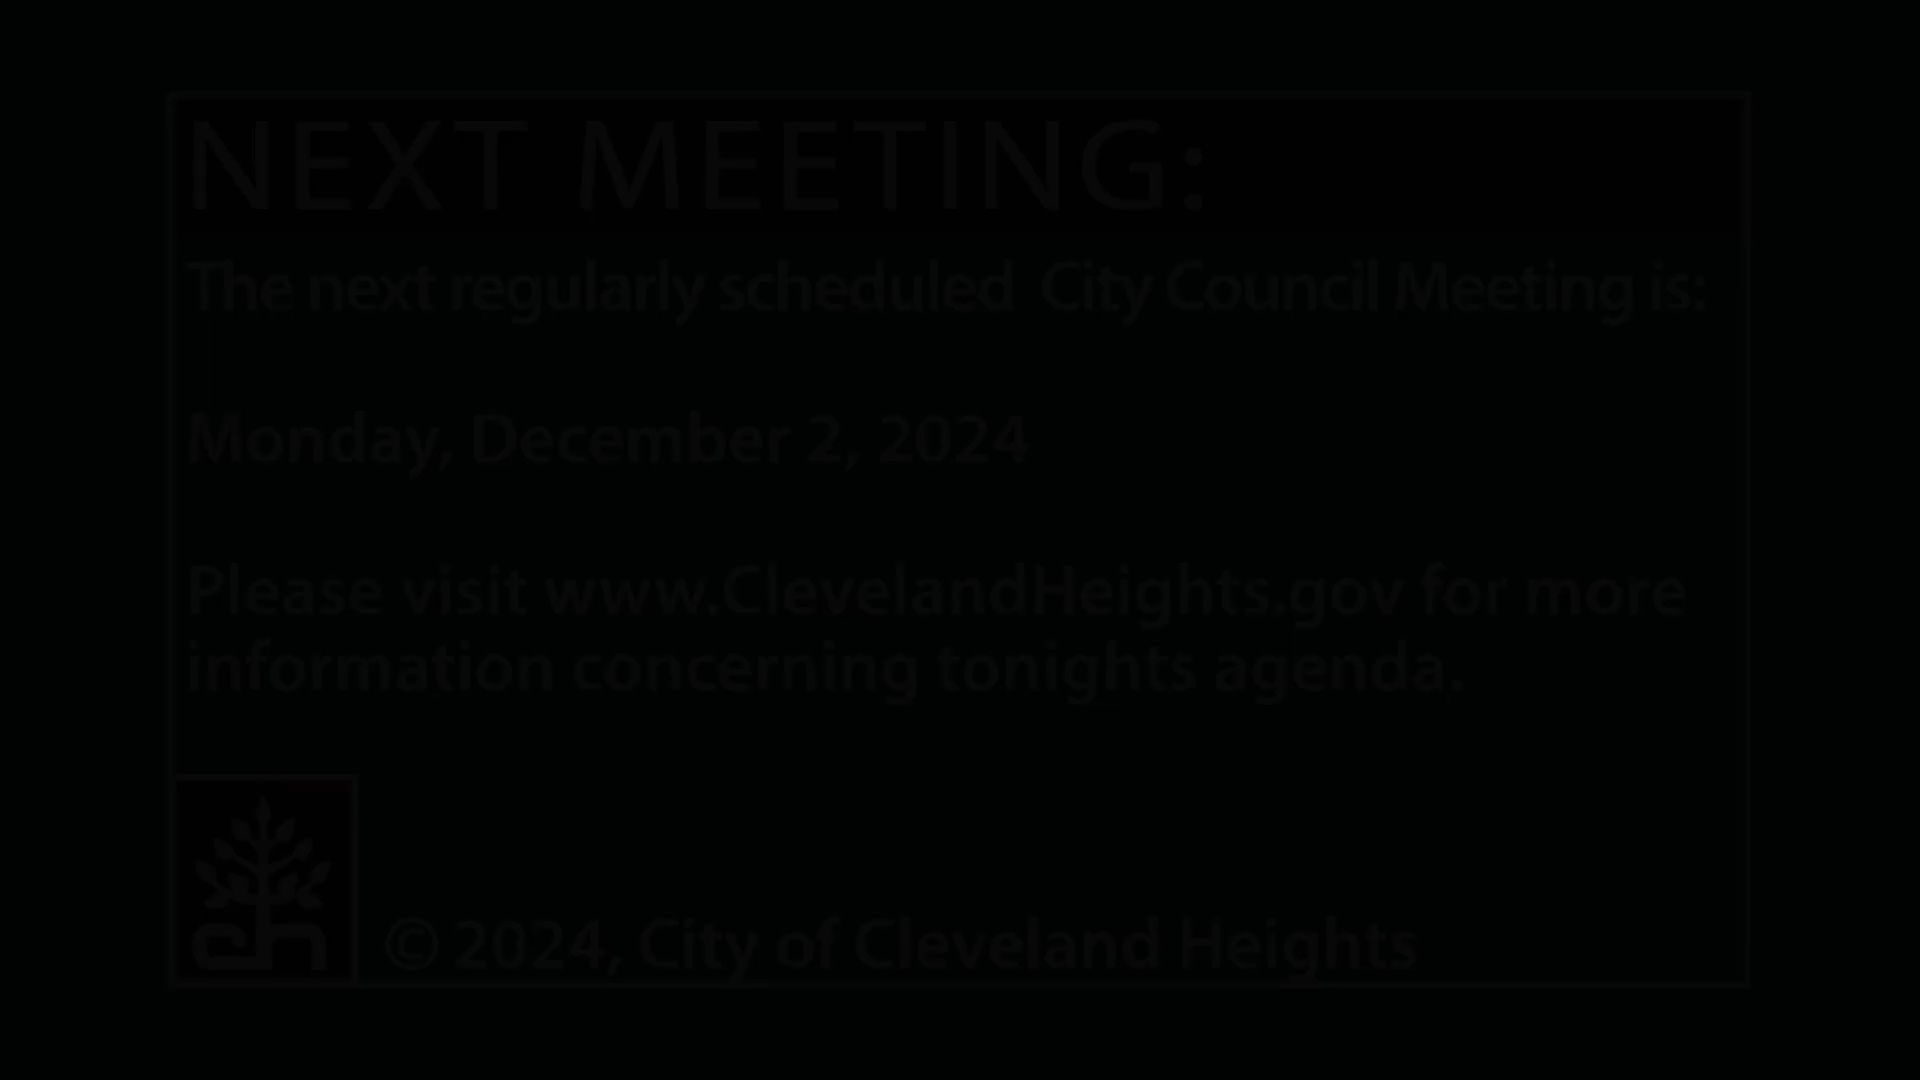 NEXT MEETING:
The next regularly scheduled City Council Meeting is:
Monday, December 2, 2024
Please visit www.ClevelandHeights.gov for more
information concerning tonights agenda.
ch
© 2024, City of Cleveland Heights